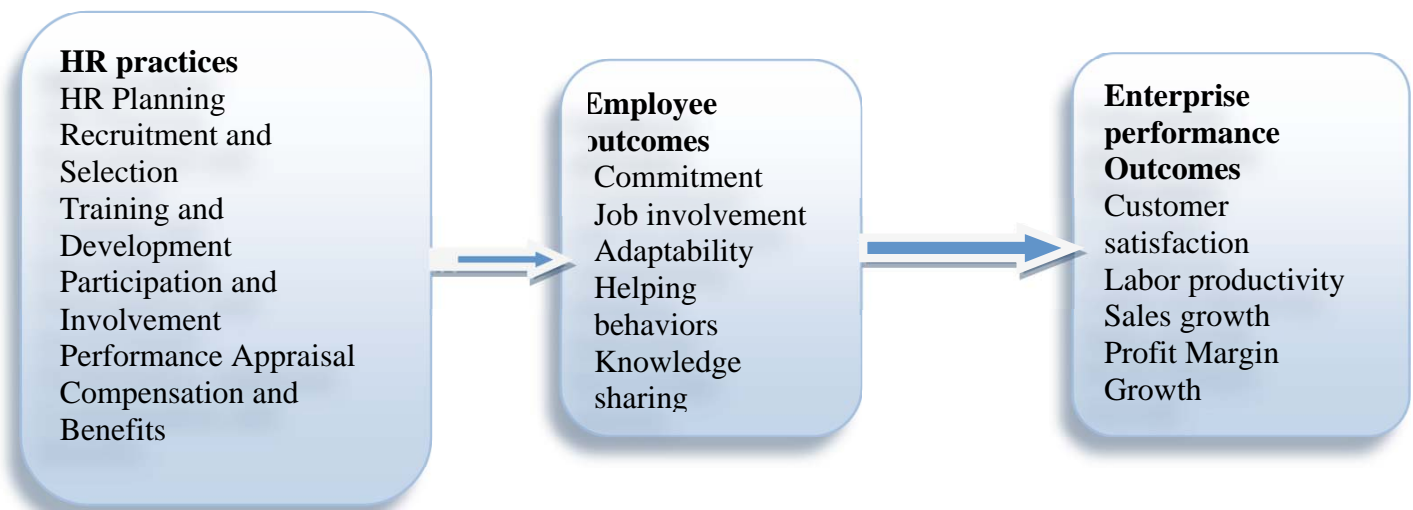 HR practices
HR Planning
Recruitment and
Selection
Training and
Development
Participation and
Involvement
Performance Appraisal
Compensation and
Benefits
Employee
outcomes
Commitment
Job involvement
Adaptability
Helping
behaviors
Knowledge
sharing
Enterprise
performance
Outcomes
Customer
satisfaction
Labor productivity
Sales growth
Profit Margin
Growth